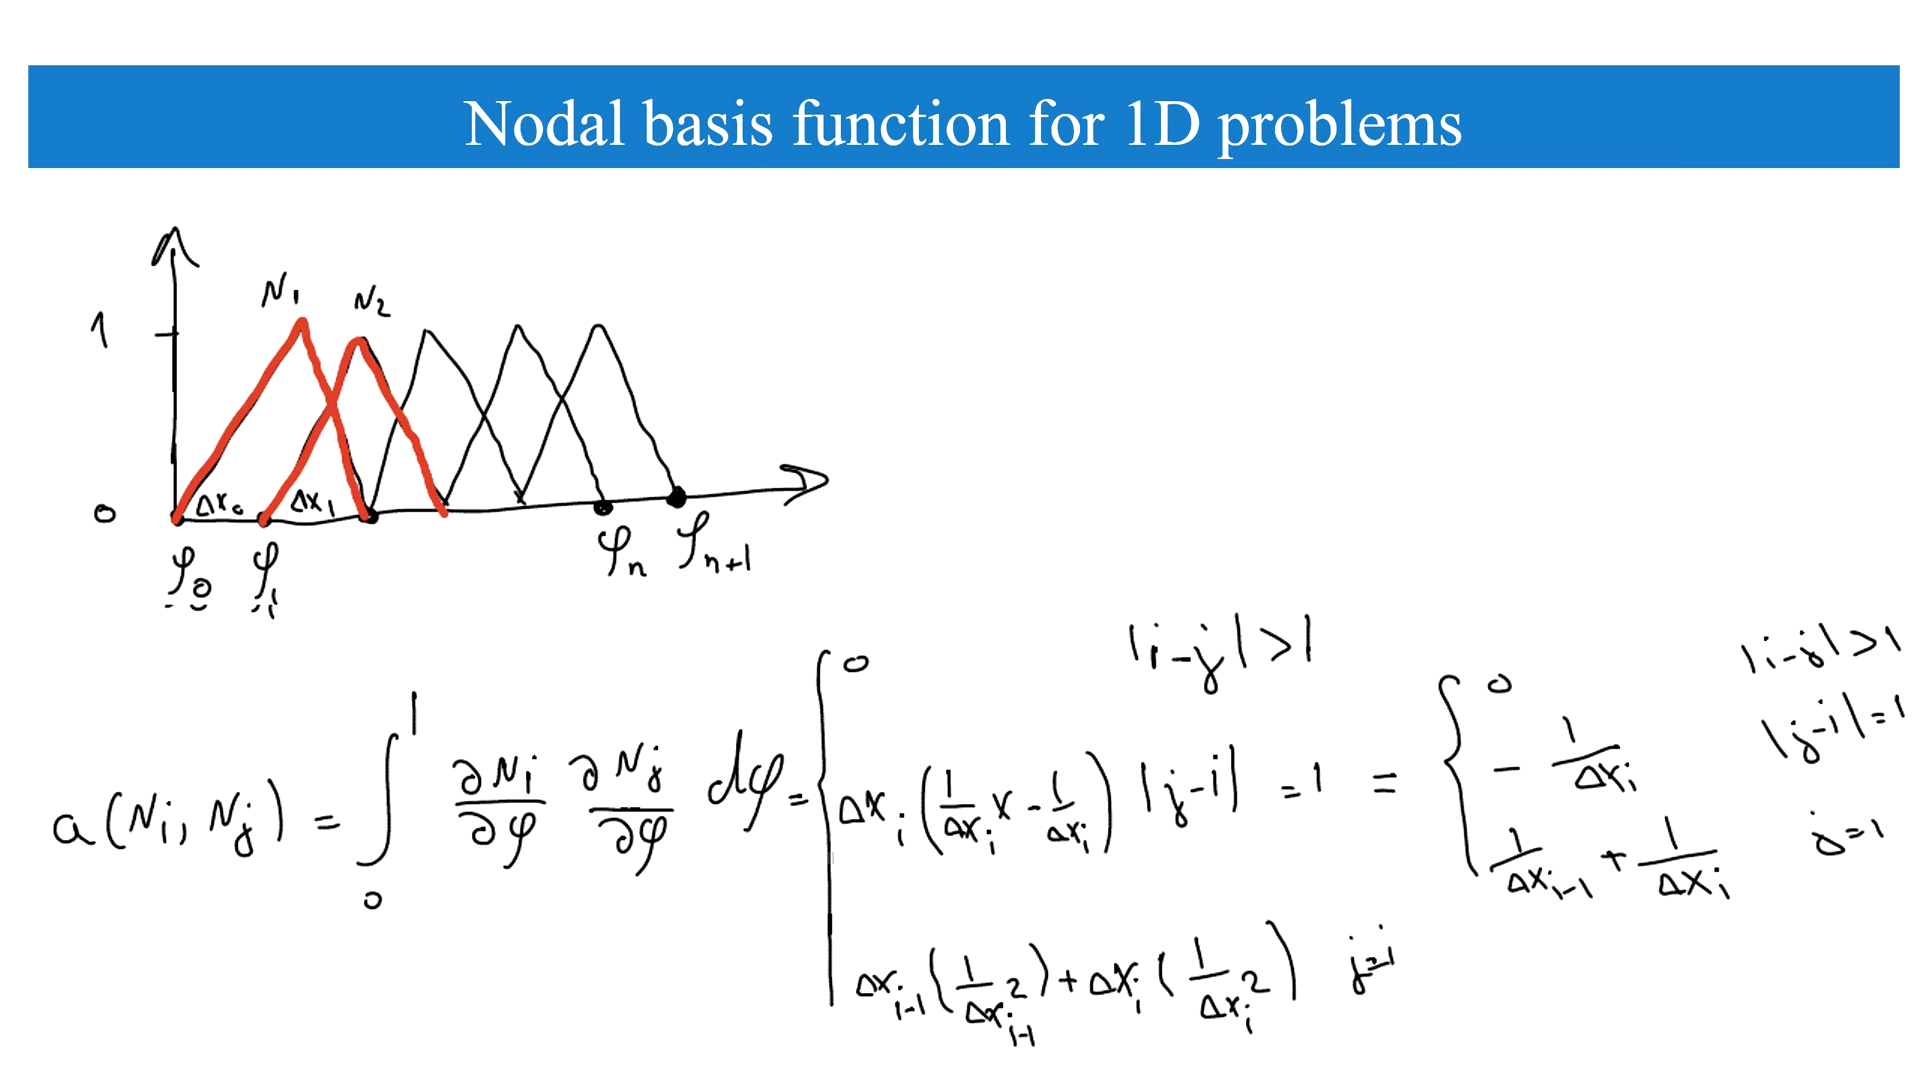 Nodal basis function for 1D problems
N₁ N₂
1
Δx₀ Δx₁
0
φ₀ φ₁ φₙ φₙ₊₁
a(Nᵢ, Nⱼ) = ∫₀¹ ∂Nᵢ/∂φ ∂Nⱼ/∂φ dφ = { 0 |i-j|>1
Δxᵢ (1/Δxᵢ x - 1/Δxᵢ) |j-i| = 1
Δxᵢ₋₁ (1/Δxᵢ₋₁²) + Δxᵢ (1/Δxᵢ²) j=i
= { 0 |i-j|>1
- 1/Δxᵢ |j-i|=1
1/Δxᵢ₋₁ + 1/Δxᵢ j=1